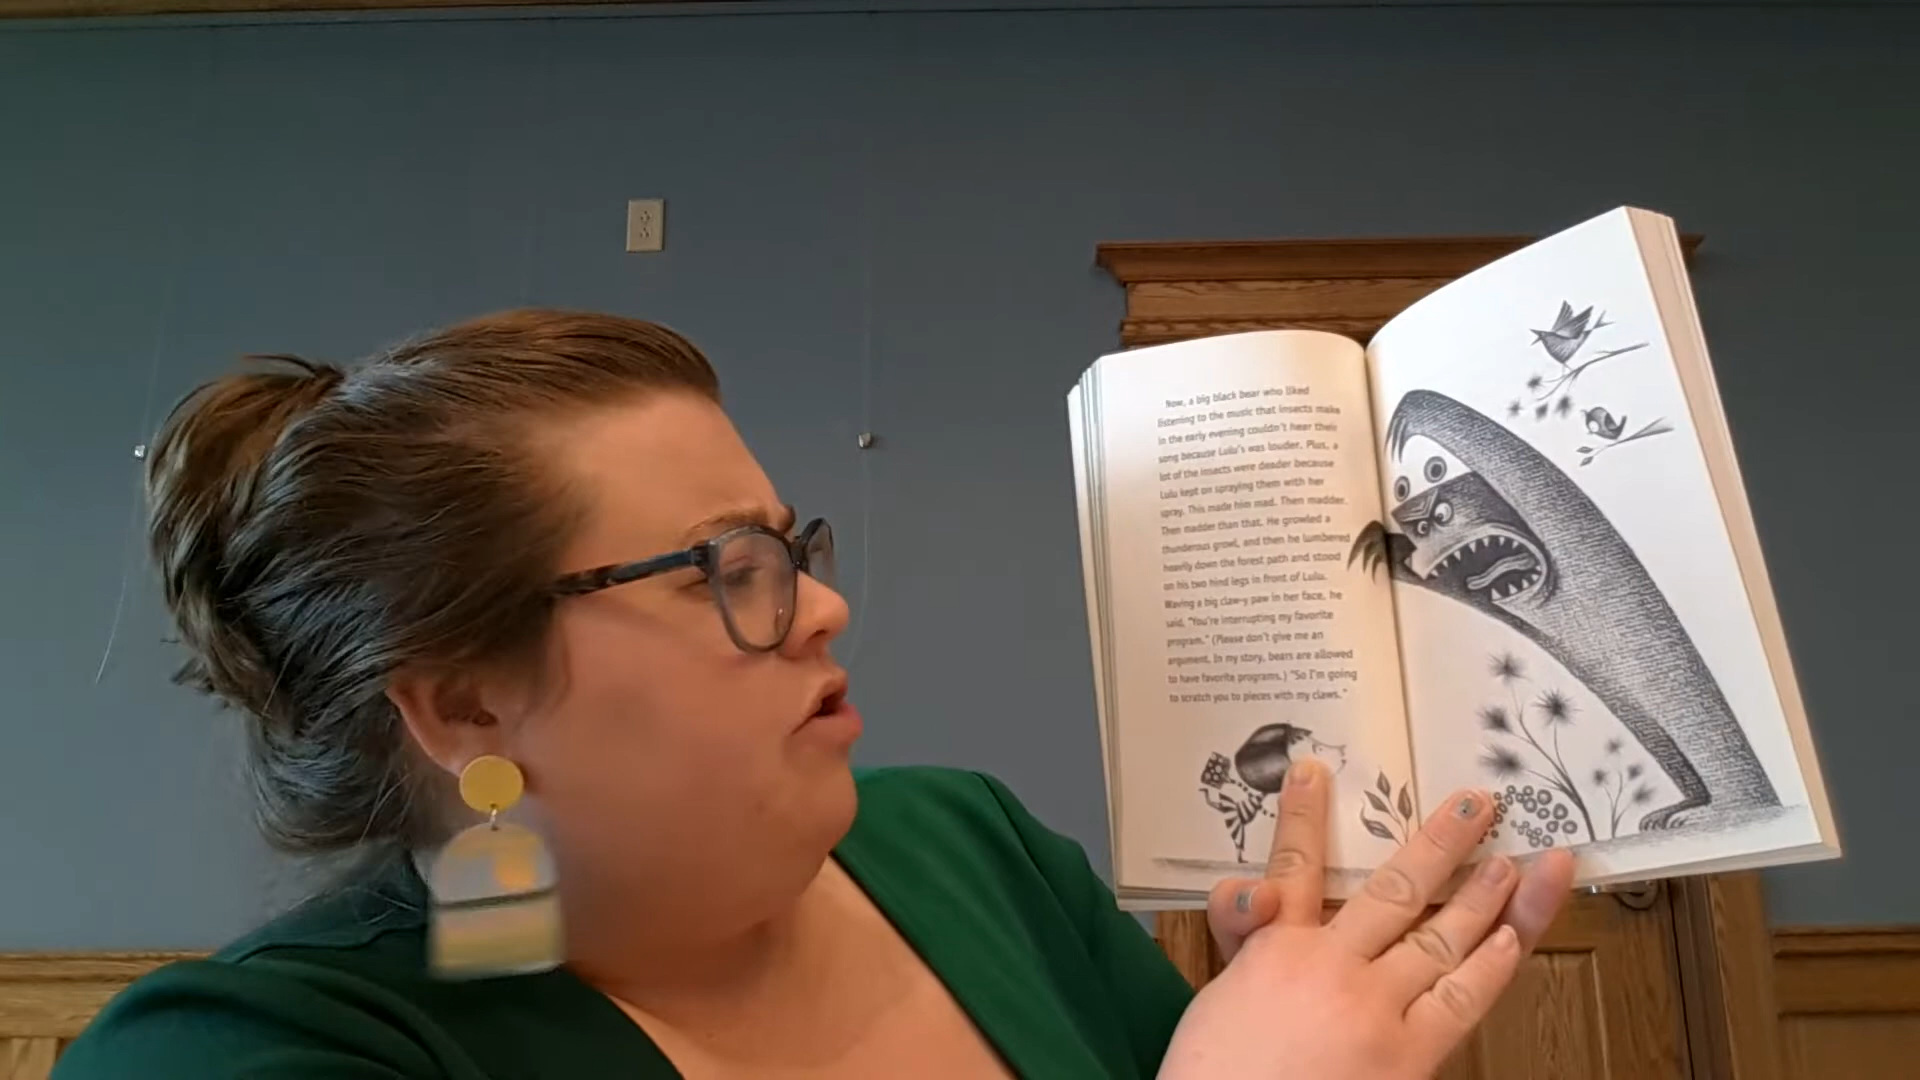 Now, a big black bear who liked
listening to the music that insects make
in the early evening couldn't hear their
song because Lulu's was louder. Plus, a
lot of the insects were deader because
Lulu kept on spraying them with her
spray. This made him mad. Then madder.
Then madder than that. He growled a
thunderous growl, and then he lumbered
heavily down the forest path and stood
on his two hind legs in front of Lulu.
Waving a big claw-y paw in her face, he
said, "You're interrupting my favorite
program." (Please don't give me an
argument. In my story, bears are allowed
to have favorite programs.) "So I'm going
to scratch you to pieces with my claws."